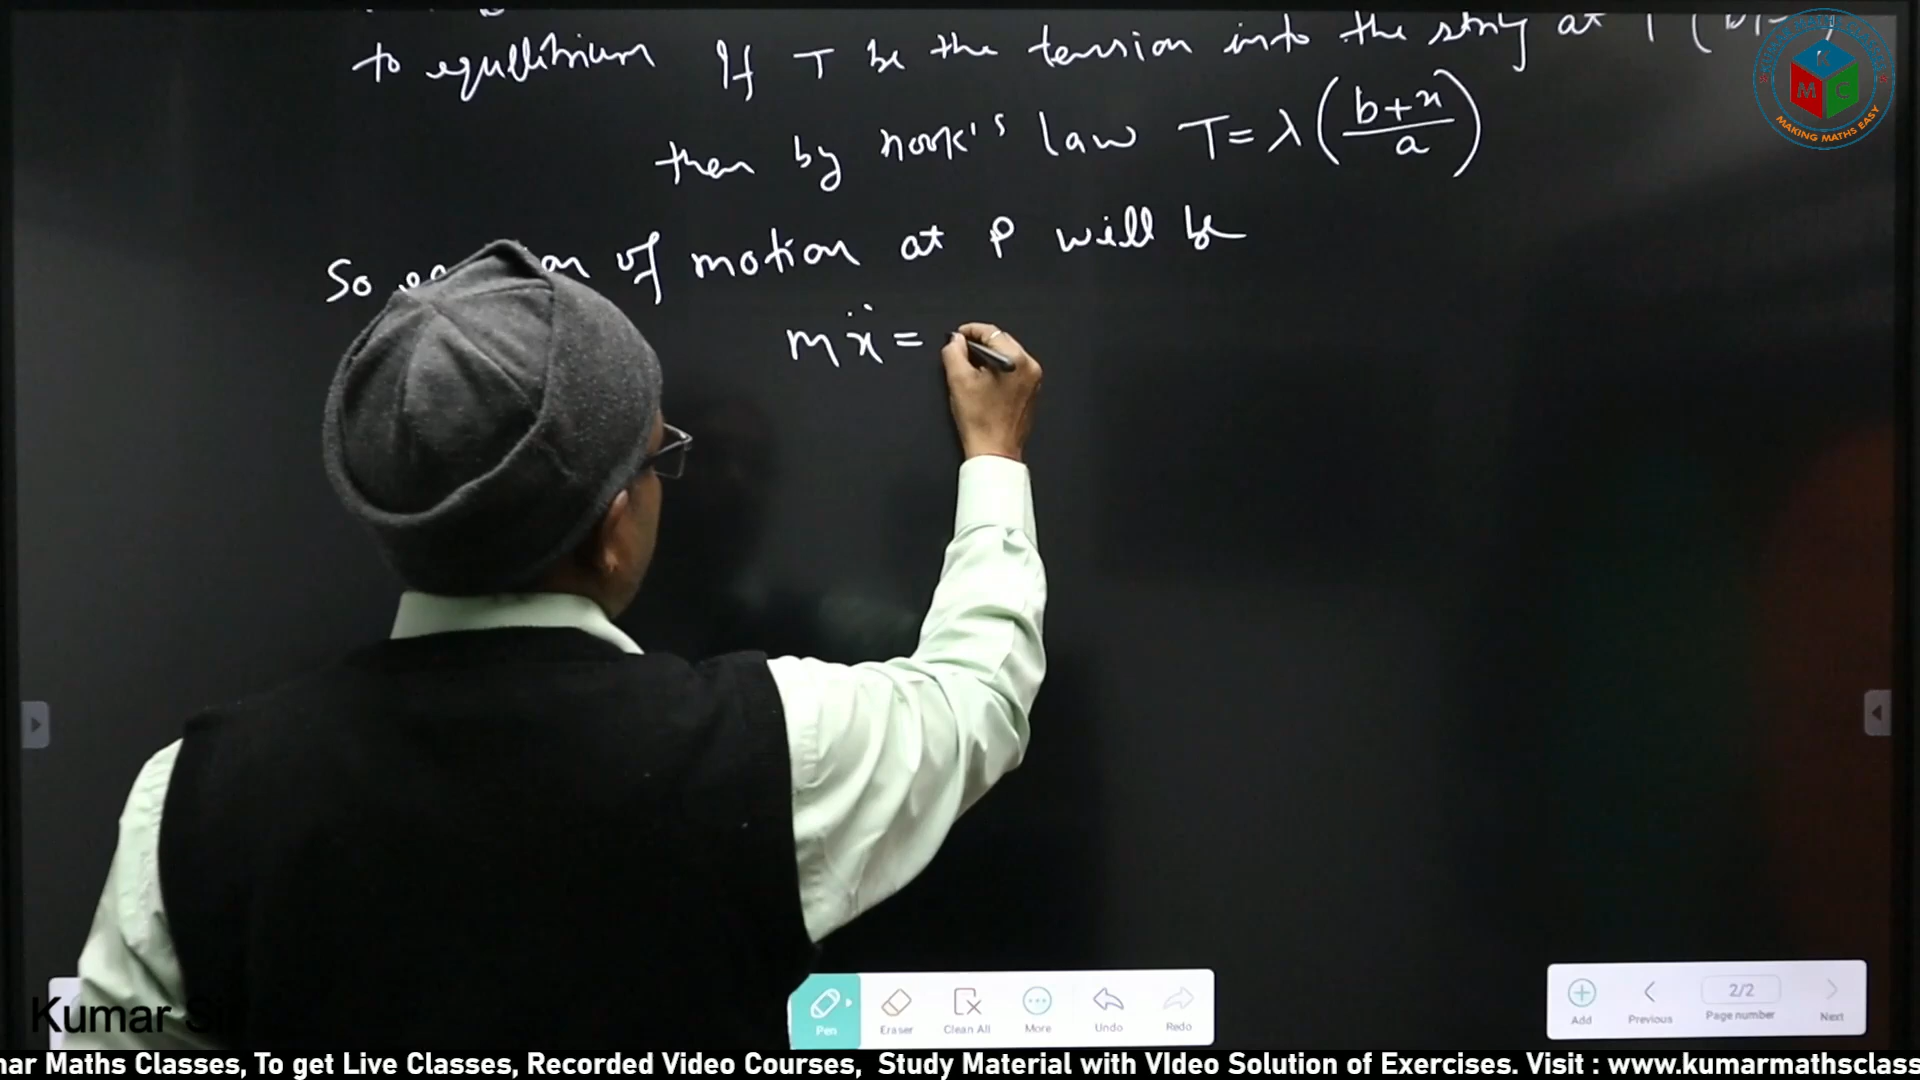 to equilibrium If T be the tension into the string at
then by Hook's law T = λ ( b+x / a )
So of motion at P will be
mẍ =
K
M C
MAKING MATHS EASY
Kumar Sir
Pen
Eraser
Clean All
More
Undo
Redo
Add
Previous
2/2
Page number
Next
mar Maths Classes, To get Live Classes, Recorded Video Courses, Study Material with VIdeo Solution of Exercises. Visit : www.kumarmathsclass